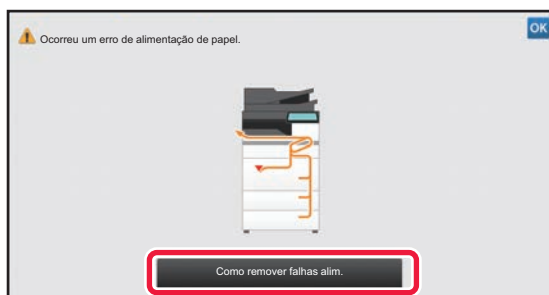 Ocorreu um erro de alimentação de papel.
OK
Como remover falhas alim.